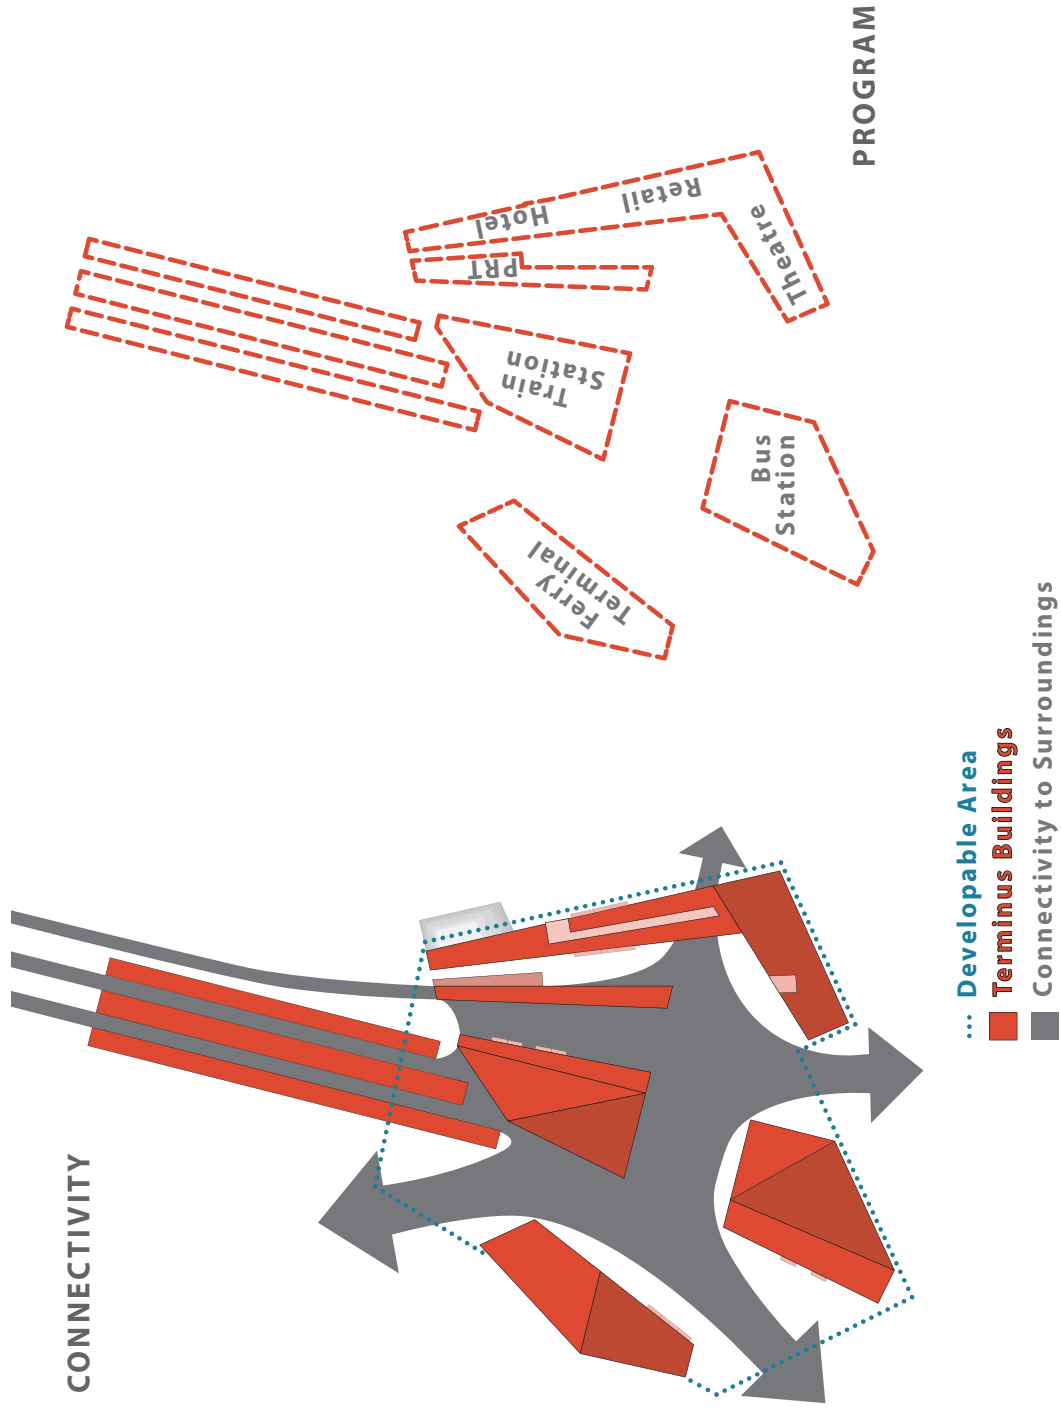 CONNECTIVITY
Ferry
Terminal
Train
Station
PRT
Hotel
Retail
Theatre
Bus
Station
PROGRAM
Developable Area
Terminus Buildings
Connectivity to Surroundings